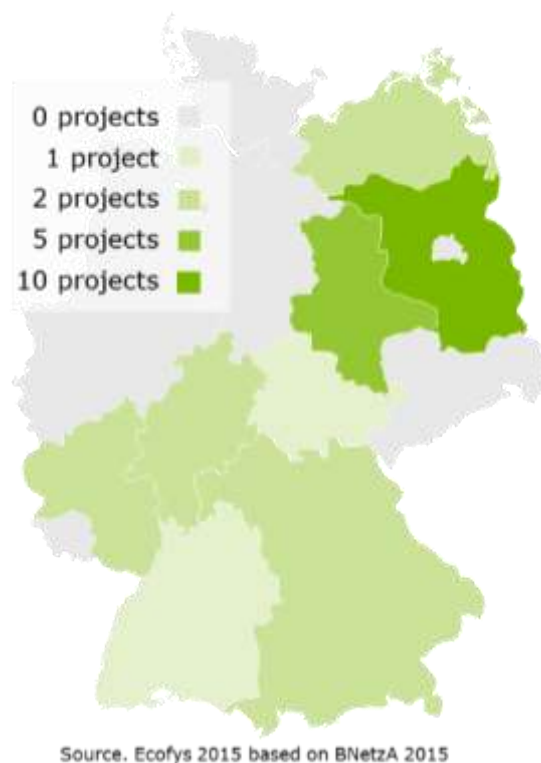 0 projects
1 project
2 projects
5 projects
10 projects
Source. Ecofys 2015 based on BNetzA 2015